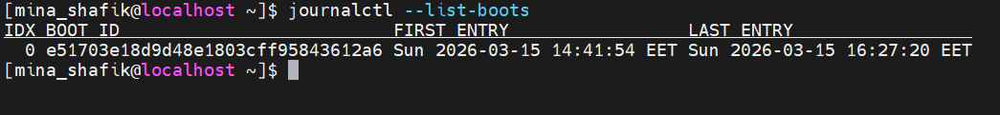 [mina_shafik@localhost ~]$ journalctl --list-boots
IDX BOOT ID                          FIRST ENTRY                 LAST ENTRY
  0 e51703e18d9d48e1803cff95843612a6 Sun 2026-03-15 14:41:54 EET Sun 2026-03-15 16:27:20 EET
[mina_shafik@localhost ~]$